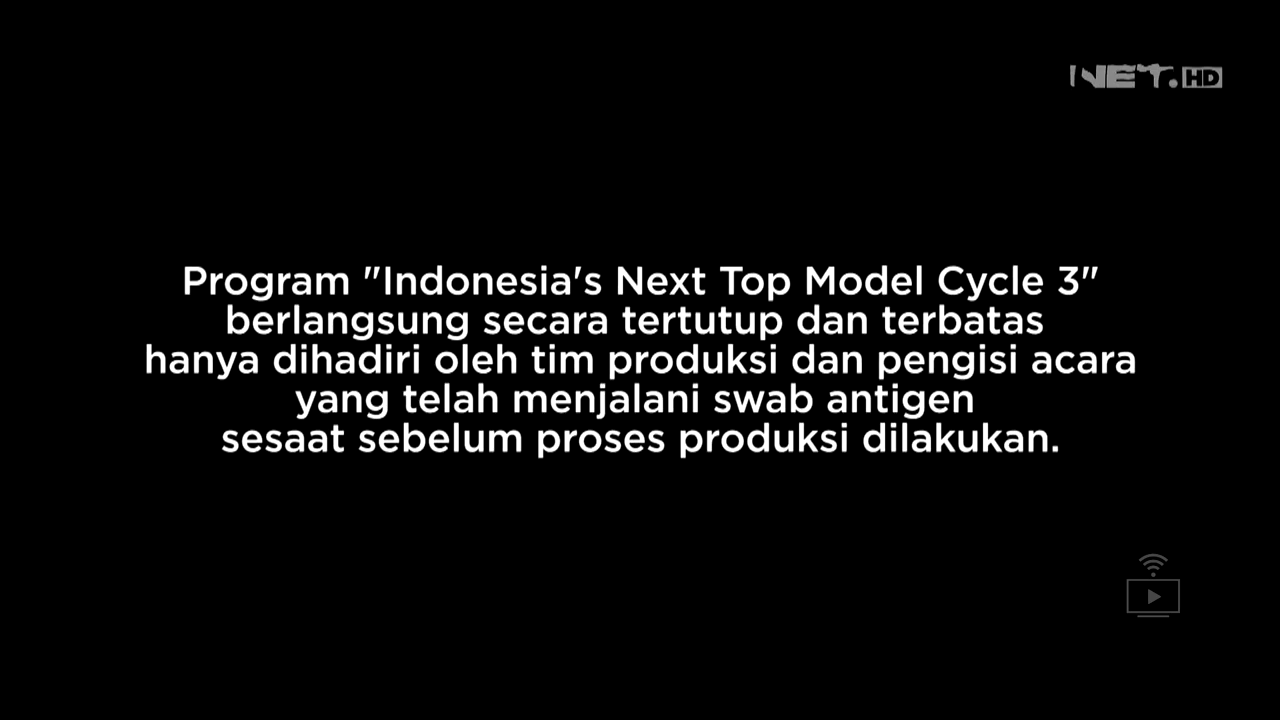 NET. HD
Program "Indonesia's Next Top Model Cycle 3"
berlangsung secara tertutup dan terbatas
hanya dihadiri oleh tim produksi dan pengisi acara
yang telah menjalani swab antigen
sesaat sebelum proses produksi dilakukan.